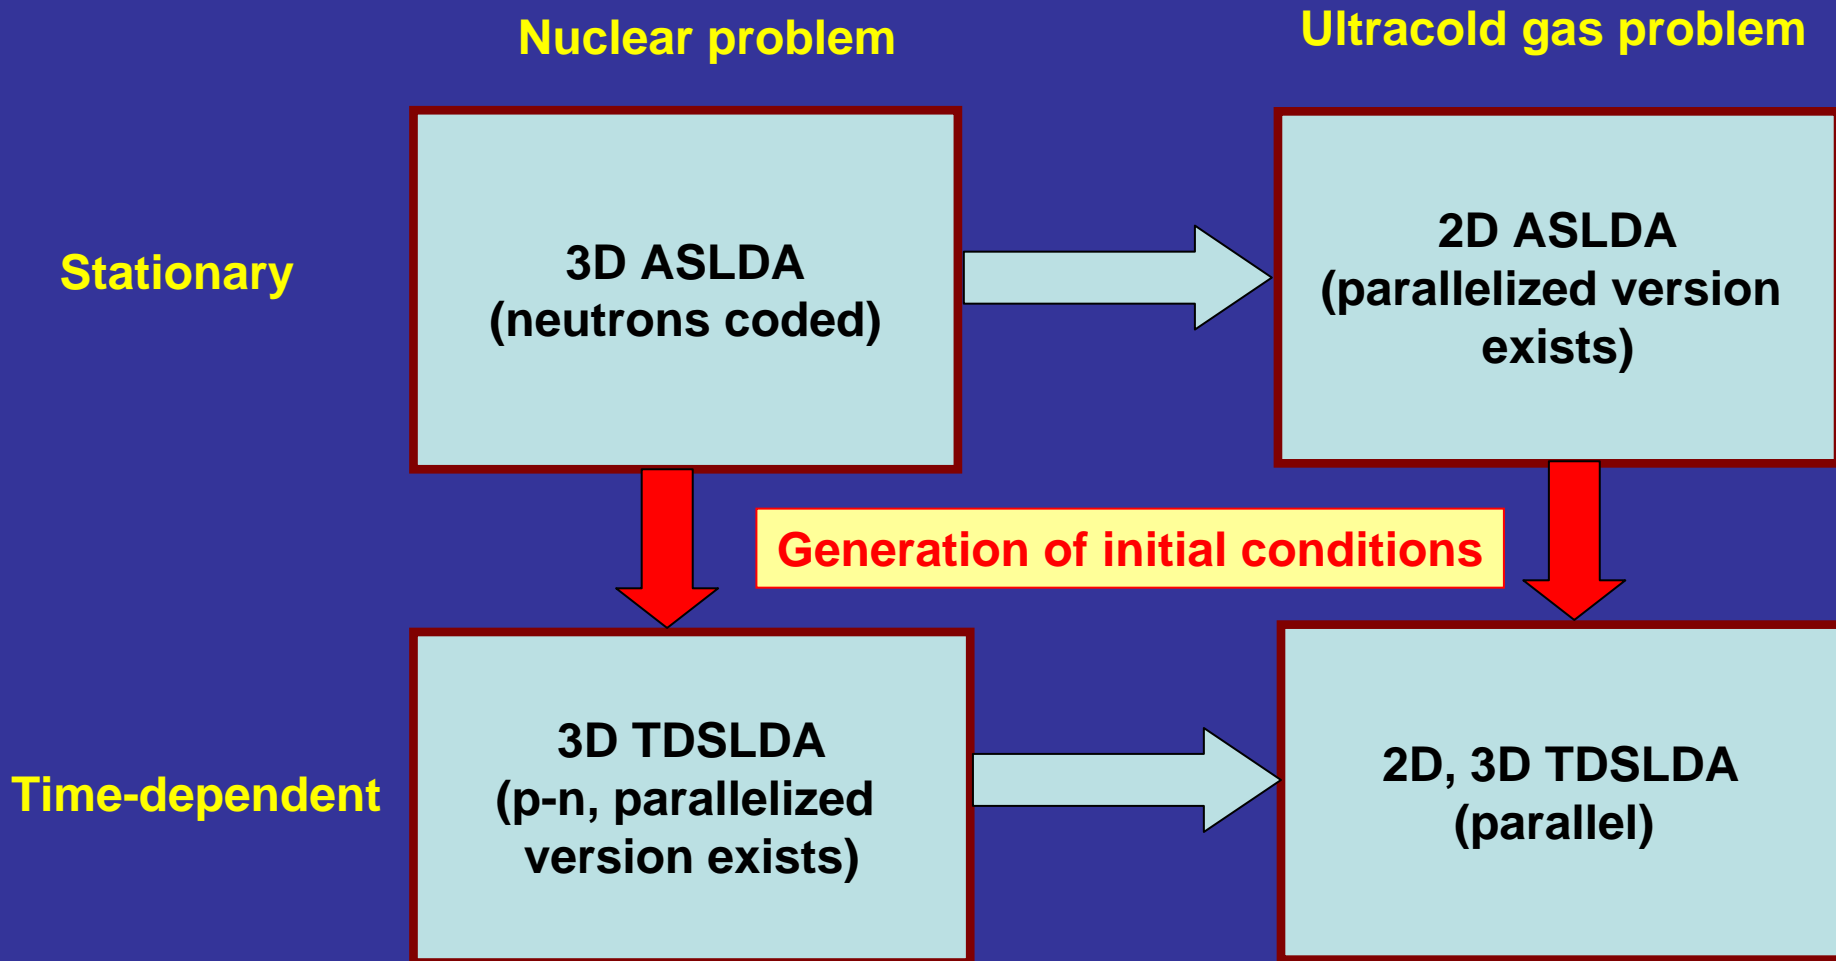 Nuclear problem
Ultracold gas problem
Stationary
3D ASLDA
(neutrons coded)
2D ASLDA
(parallelized version
exists)
Generation of initial conditions
Time-dependent
3D TDSLDA
(p-n, parallelized
version exists)
2D, 3D TDSLDA
(parallel)